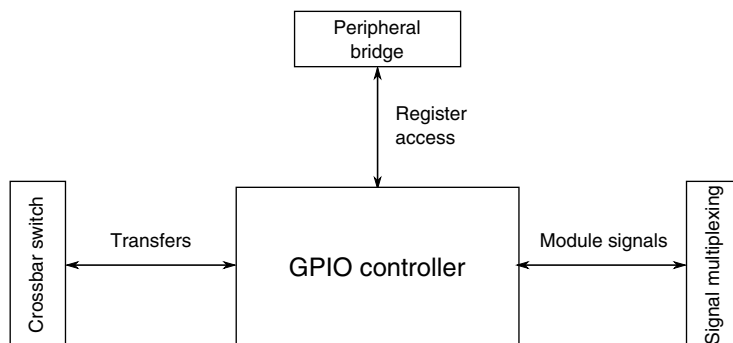 Peripheral
bridge
Register
access
Crossbar switch
Transfers
GPIO controller
Module signals
Signal multiplexing